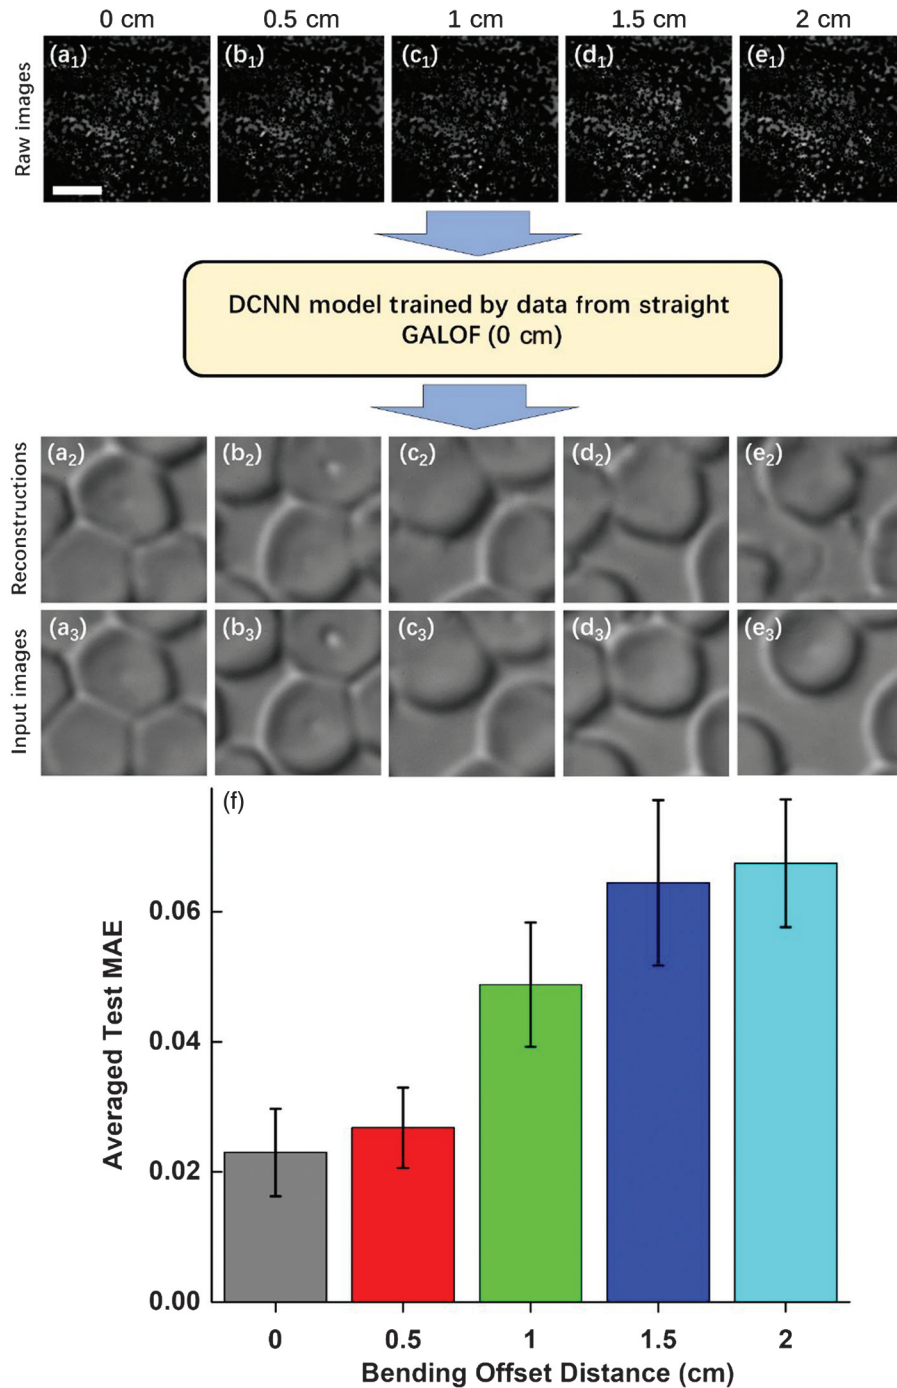 0 cm 0.5 cm 1 cm 1.5 cm 2 cm
Raw images
(a₁) (b₁) (c₁) (d₁) (e₁)
DCNN model trained by data from straight
GALOF (0 cm)
Reconstructions
(a₂) (b₂) (c₂) (d₂) (e₂)
Input images
(a₃) (b₃) (c₃) (d₃) (e₃)
(f)
Averaged Test MAE
0.06
0.04
0.02
0.00
0 0.5 1 1.5 2
Bending Offset Distance (cm)